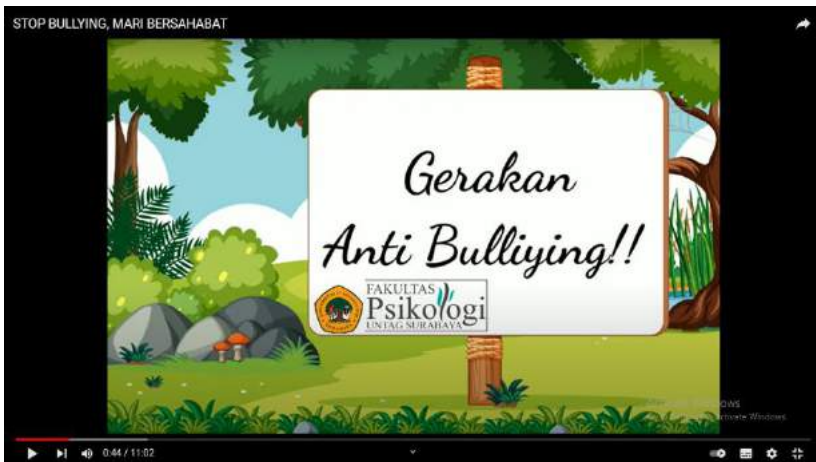 STOP BULLYING, MARI BERSAHABAT
Gerakan
Anti Bulliying!!
FAKULTAS
Psikologi
UNTAG SURABAYA
0:44 / 11:02